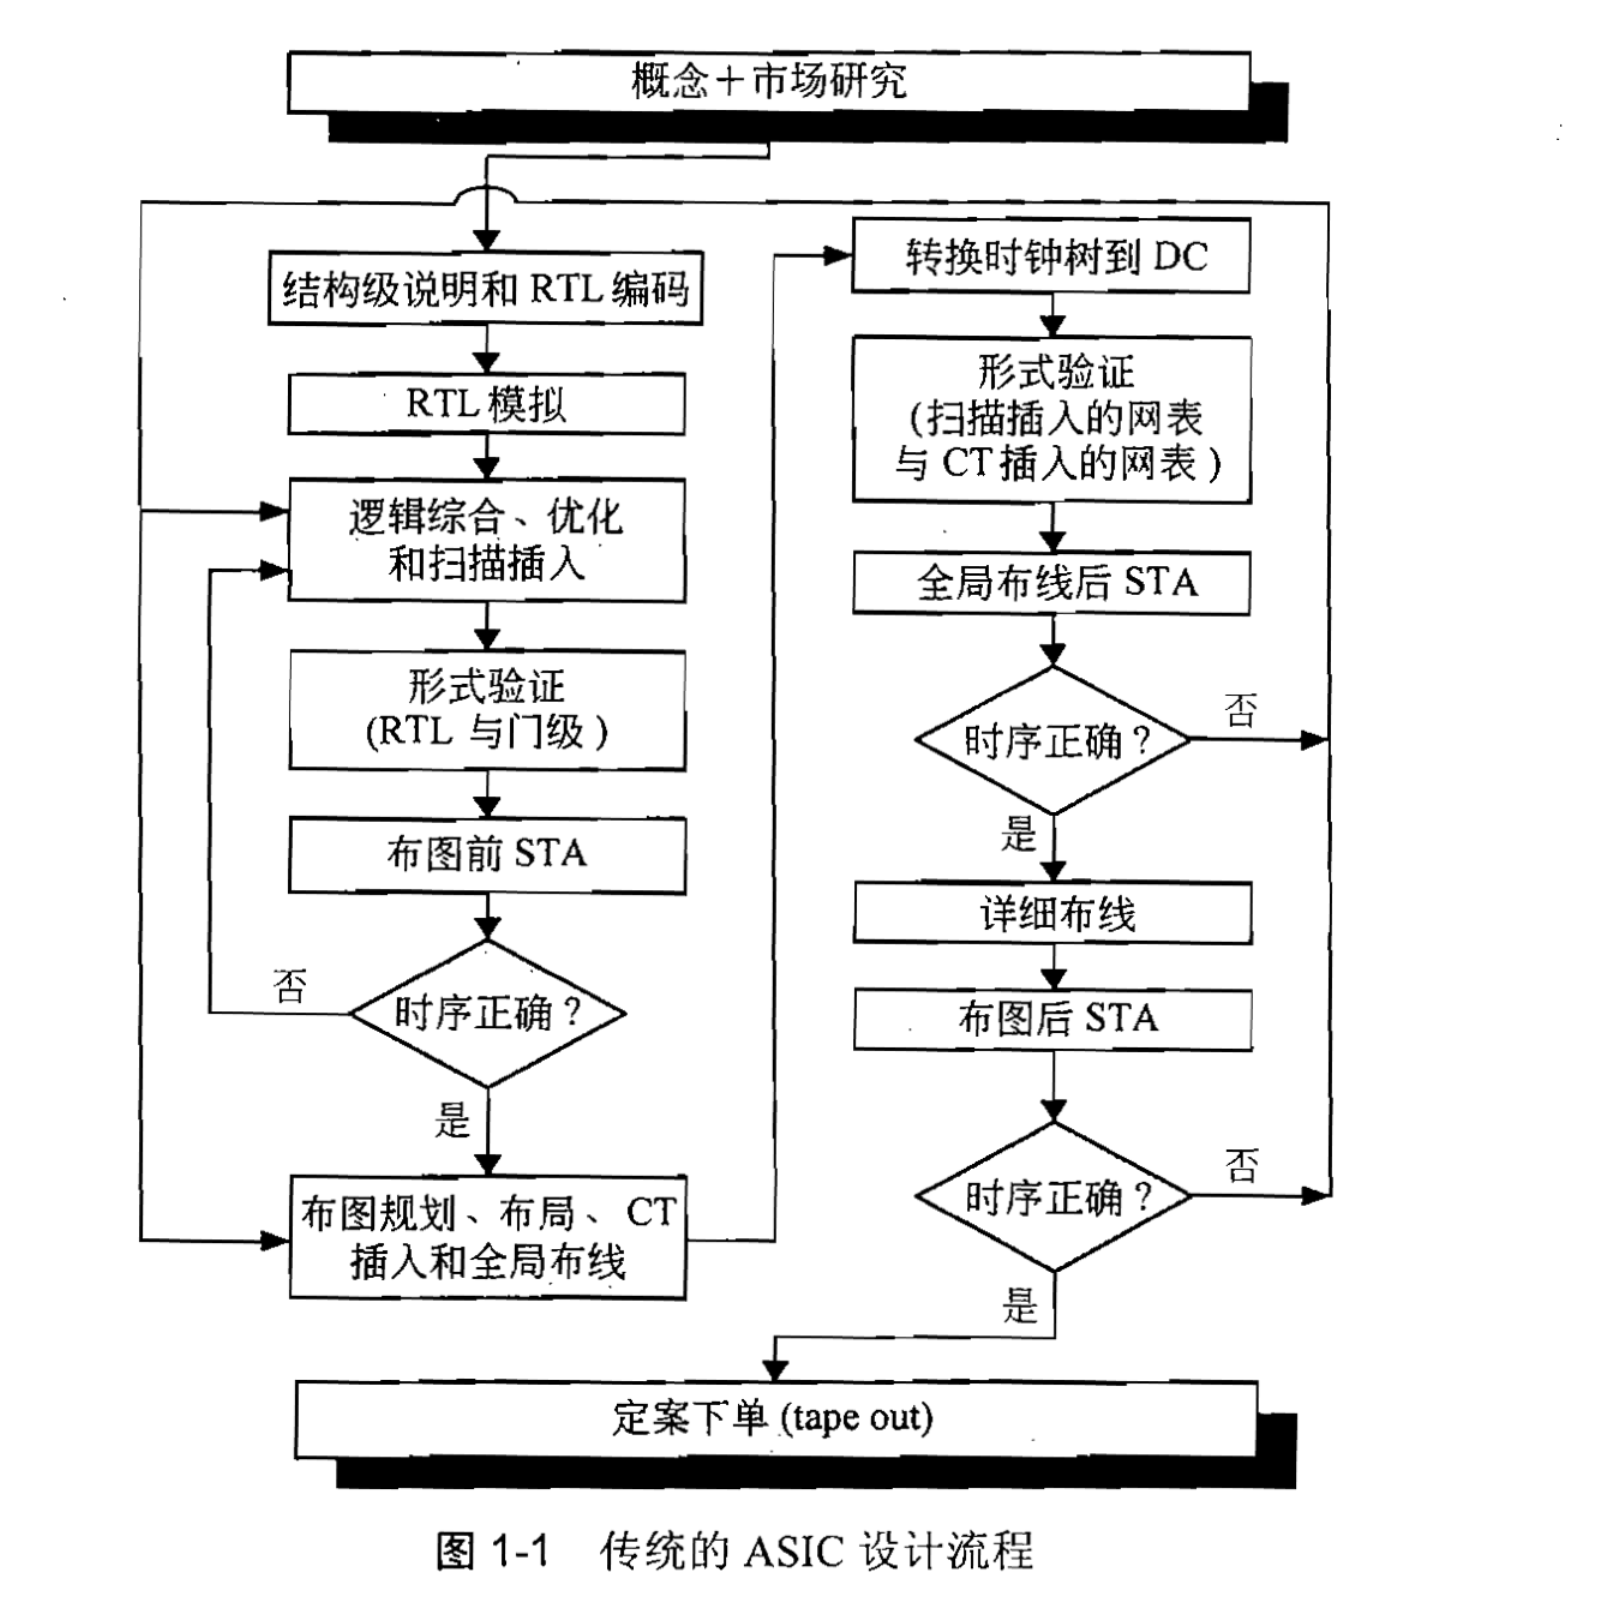 概念＋市场研究
结构级说明和 RTL 编码
RTL 模拟
逻辑综合、优化
和扫描插入
形式验证
(RTL 与门级)
布图前 STA
时序正确？
否
是
布图规划、布局、CT
插入和全局布线
转换时钟树到 DC
形式验证
(扫描插入的网表
与 CT 插入的网表)
全局布线后 STA
时序正确？
否
是
详细布线
布图后 STA
时序正确？
否
是
定案下单 (tape out)
图 1-1 传统的 ASIC 设计流程